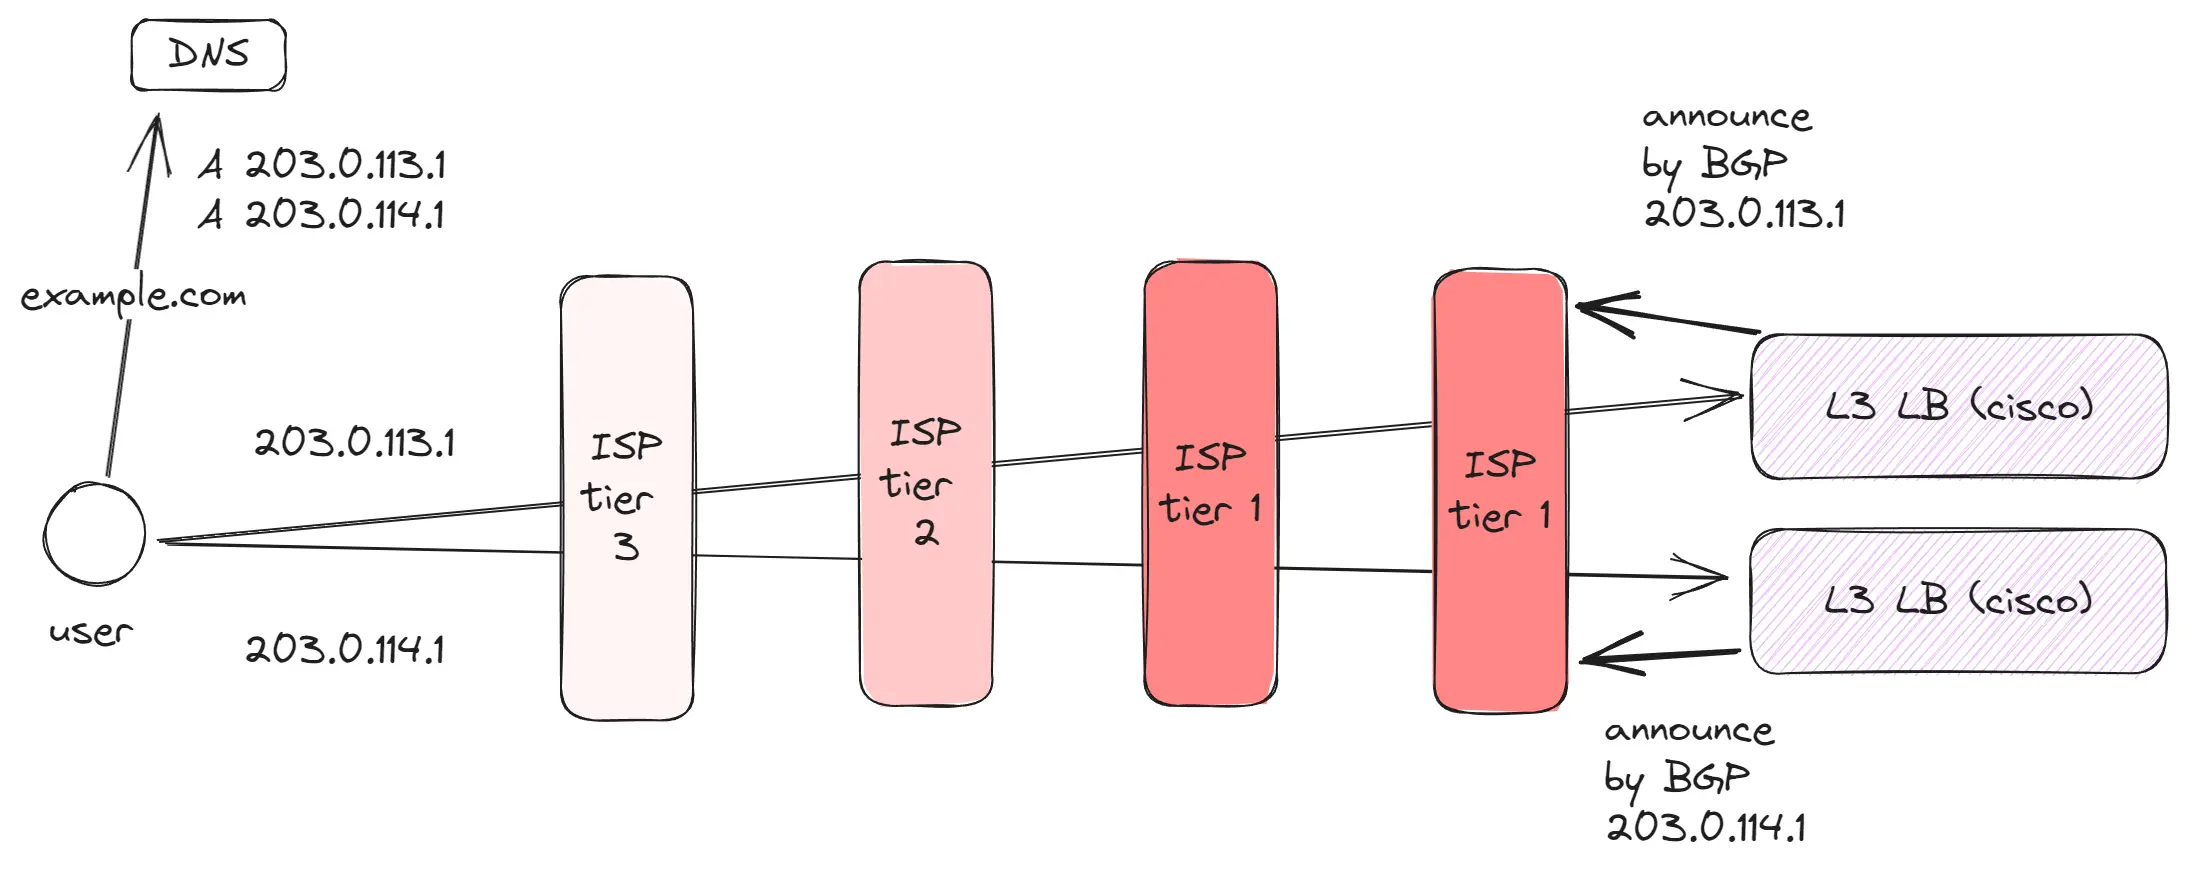 DNS
A 203.0.113.1
A 203.0.114.1
example.com
user
203.0.113.1
203.0.114.1
ISP
tier
3
ISP
tier
2
ISP
tier 1
ISP
tier 1
announce
by BGP
203.0.113.1
L3 LB (cisco)
L3 LB (cisco)
announce
by BGP
203.0.114.1